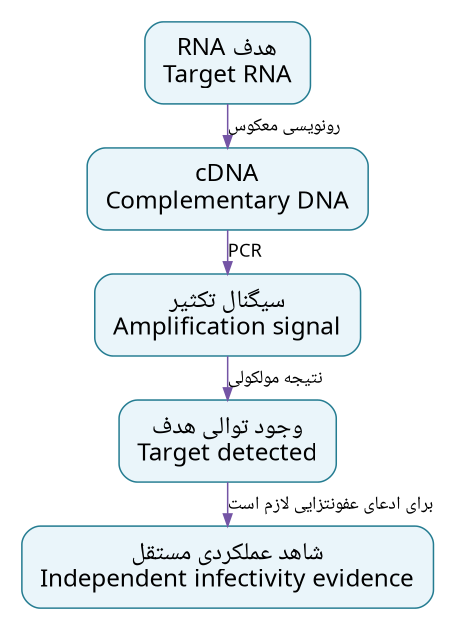 RNA هدف
Target RNA
رونویسی معکوس
cDNA
Complementary DNA
PCR
سیگنال تکثیر
Amplification signal
نتیجه مولکولی
وجود توالی هدف
Target detected
برای ادعای عفونتزایی لازم است
شاهد عملکردی مستقل
Independent infectivity evidence